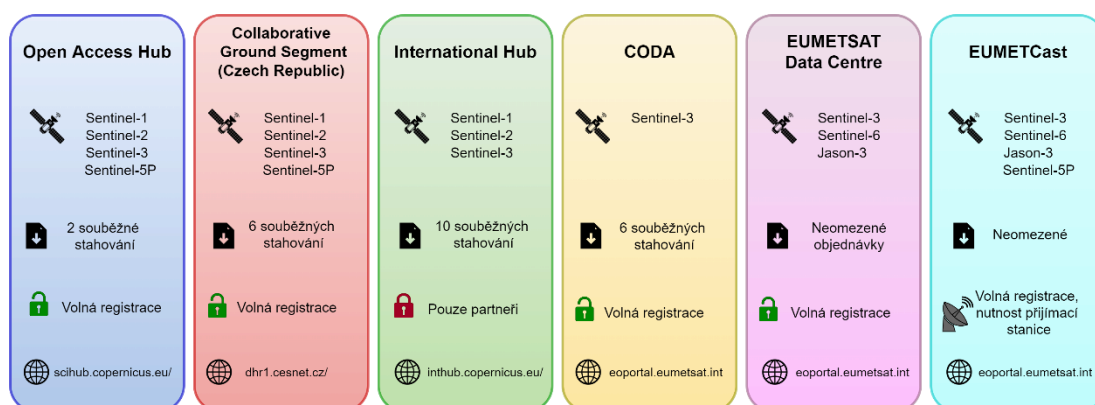 Open Access Hub
Sentinel-1
Sentinel-2
Sentinel-3
Sentinel-5P
2 souběžné
stahování
Volná registrace
scihub.copernicus.eu/
Collaborative
Ground Segment
(Czech Republic)
Sentinel-1
Sentinel-2
Sentinel-3
Sentinel-5P
6 souběžných
stahování
Volná registrace
dhr1.cesnet.cz/
International Hub
Sentinel-1
Sentinel-2
Sentinel-3
10 souběžných
stahování
Pouze partneři
inthub.copernicus.eu/
CODA
Sentinel-3
6 souběžných
stahování
Volná registrace
eoportal.eumetsat.int
EUMETSAT
Data Centre
Sentinel-3
Sentinel-6
Jason-3
Neomezené
objednávky
Volná registrace
eoportal.eumetsat.int
EUMETCast
Sentinel-3
Sentinel-6
Jason-3
Sentinel-5P
Neomezené
Volná registrace,
nutnost přijímací
stanice
eoportal.eumetsat.int